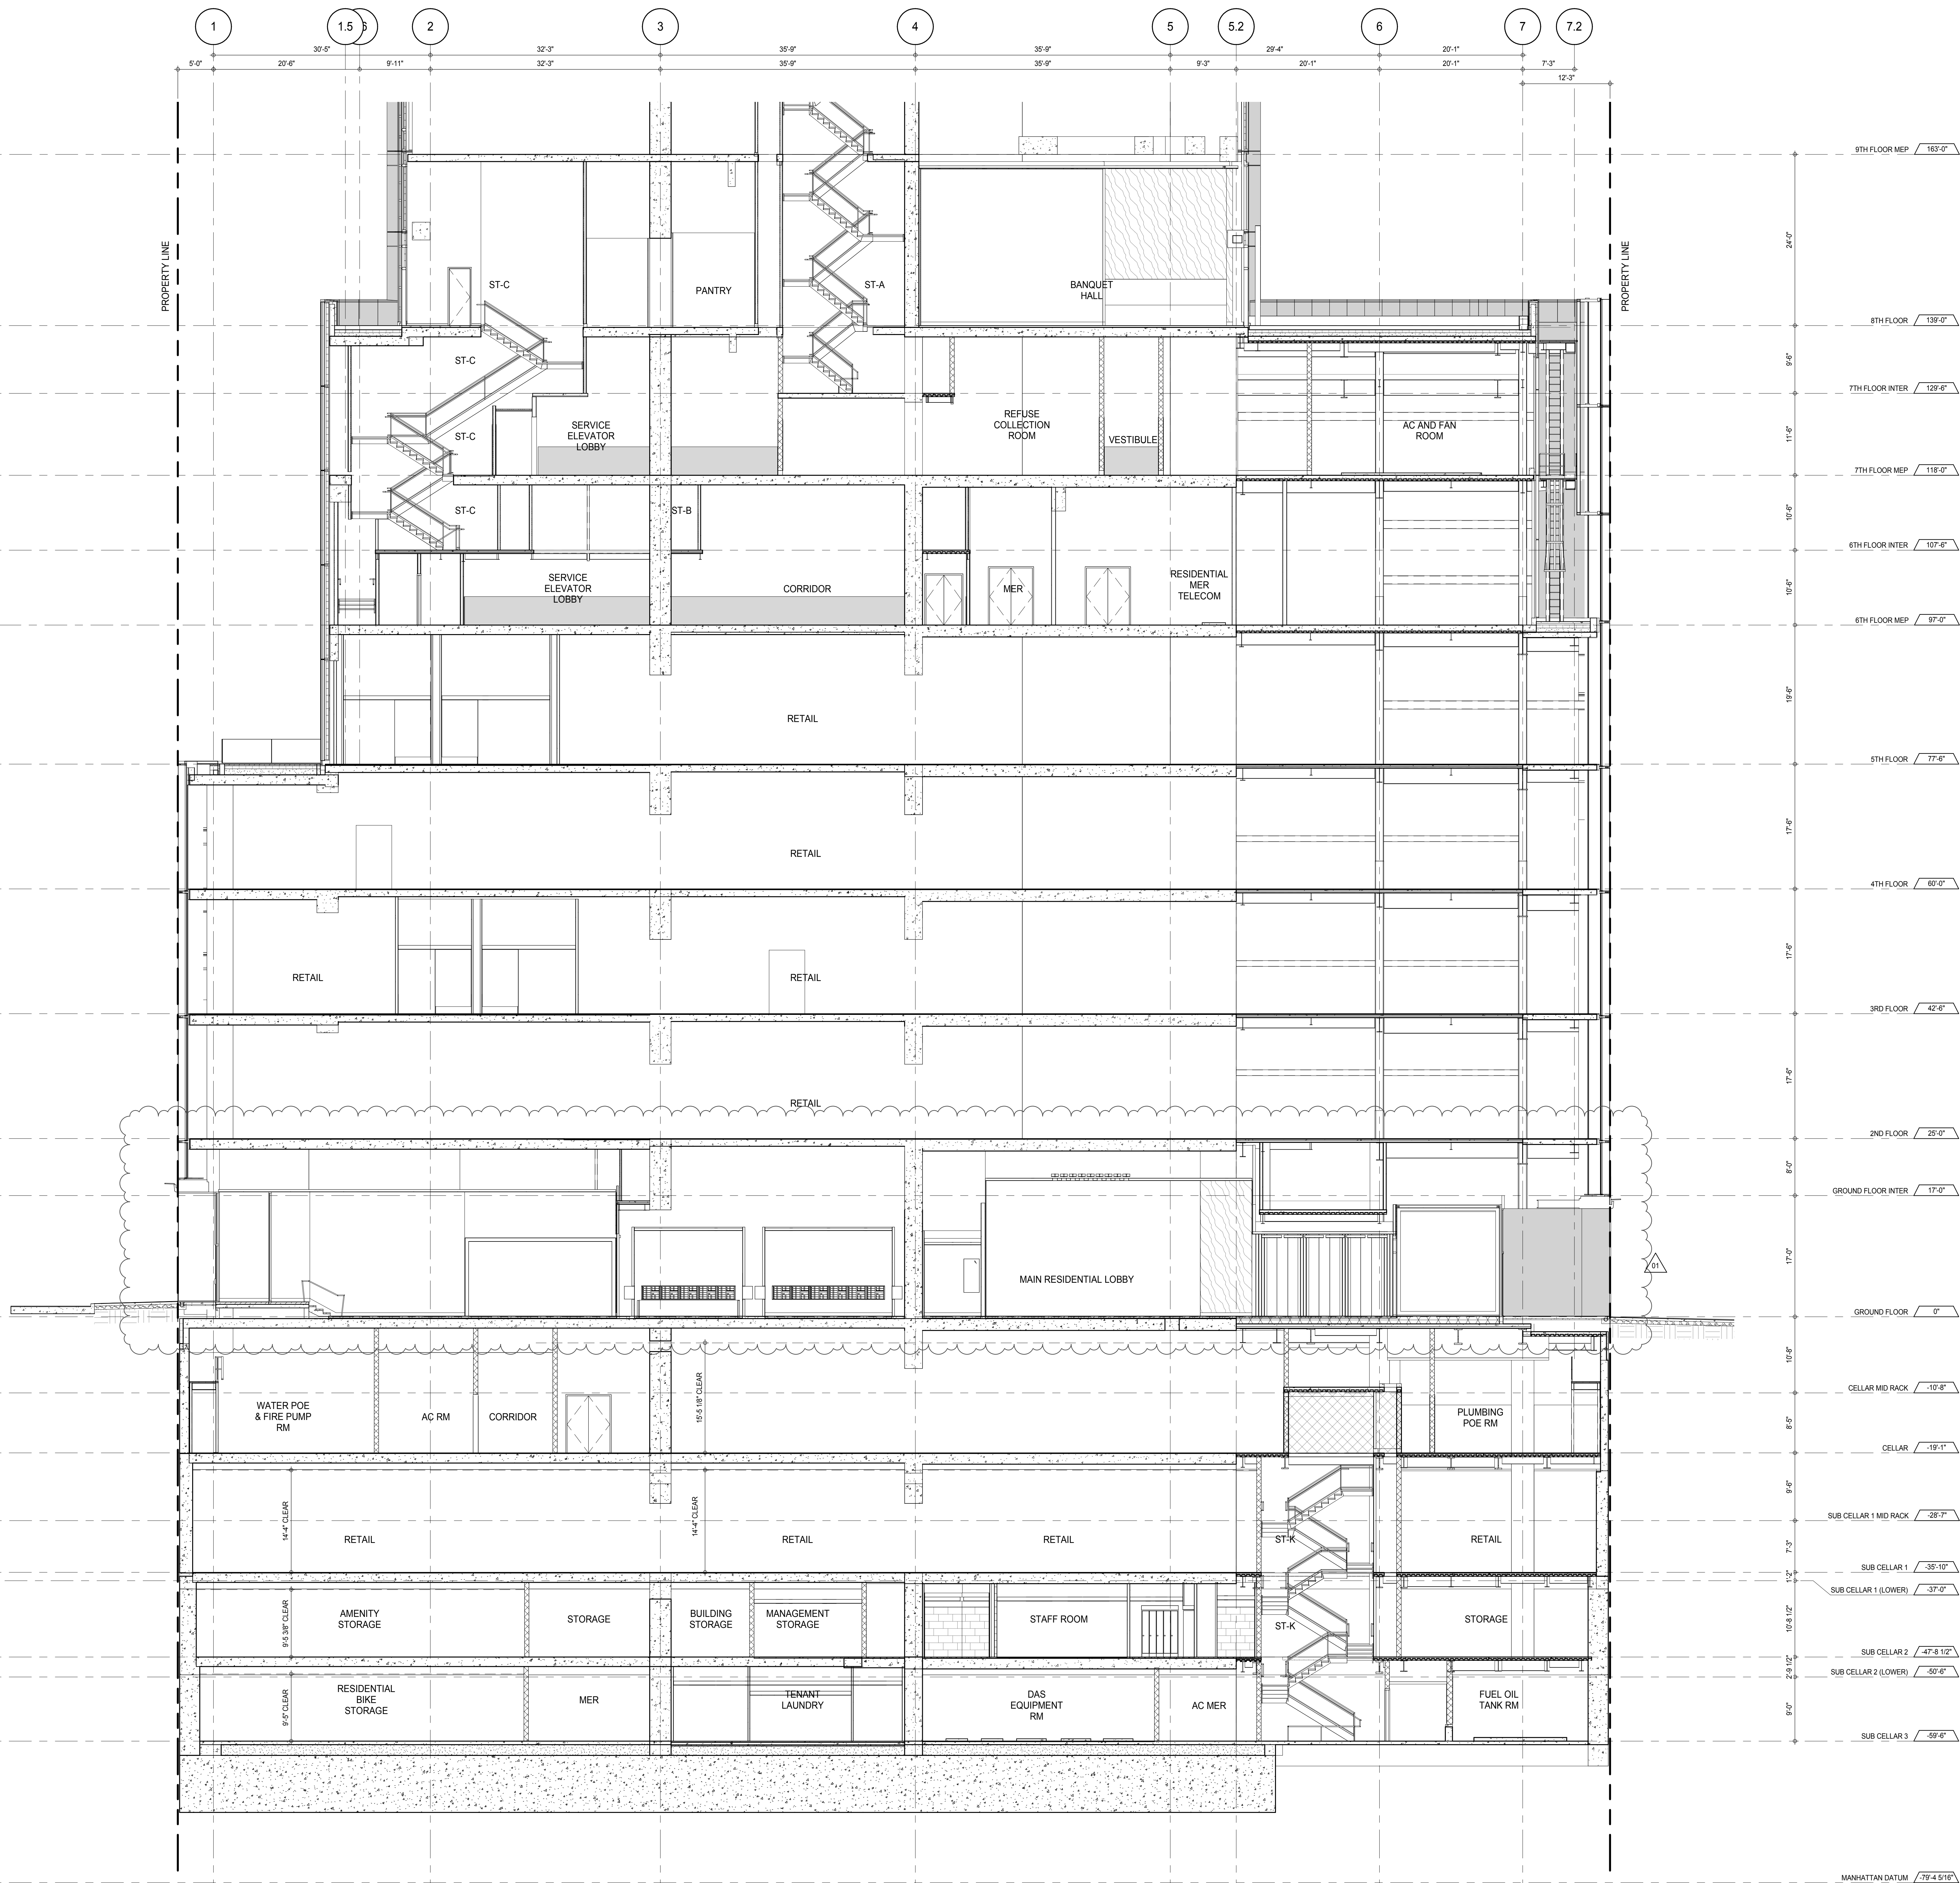 1
1.5
2
3
4
5
5.2
6
7
7.2
30'-5"
32'-3"
35'-9"
35'-9"
29'-4"
20'-1"
5'-0"
20'-6"
9'-11"
32'-3"
35'-9"
35'-9"
9'-3"
20'-1"
20'-1"
7'-3"
12'-3"
PROPERTY LINE
PROPERTY LINE
9TH FLOOR MEP 163'-0"
24'-0"
ST-C
PANTRY
ST-A
BANQUET
HALL
8TH FLOOR 139'-0"
9'-6"
ST-C
7TH FLOOR INTER 129'-6"
11'-6"
ST-C
SERVICE
ELEVATOR
LOBBY
REFUSE
COLLECTION
ROOM
VESTIBULE
AC AND FAN
ROOM
7TH FLOOR MEP 118'-0"
10'-6"
ST-C
ST-B
6TH FLOOR INTER 107'-6"
10'-6"
SERVICE
ELEVATOR
LOBBY
CORRIDOR
MER
RESIDENTIAL
MER
TELECOM
6TH FLOOR MEP 97'-0"
19'-6"
RETAIL
5TH FLOOR 77'-6"
17'-6"
RETAIL
4TH FLOOR 60'-0"
17'-6"
RETAIL
RETAIL
3RD FLOOR 42'-6"
17'-6"
RETAIL
2ND FLOOR 25'-0"
8'-0"
GROUND FLOOR INTER 17'-0"
17'-0"
01
MAIN RESIDENTIAL LOBBY
GROUND FLOOR 0"
10'-8"
15'-5 1/8" CLEAR
CELLAR MID RACK -10'-8"
8'-5"
WATER POE
& FIRE PUMP
RM
AC RM
CORRIDOR
PLUMBING
POE RM
CELLAR -19'-1"
9'-6"
14'-4" CLEAR
14'-4" CLEAR
SUB CELLAR 1 MID RACK -28'-7"
7'-3"
RETAIL
RETAIL
RETAIL
ST-K
RETAIL
SUB CELLAR 1 -35'-10"
1'-2"
SUB CELLAR 1 (LOWER) -37'-0"
10'-8 1/2"
9'-5 3/8" CLEAR
AMENITY
STORAGE
STORAGE
BUILDING
STORAGE
MANAGEMENT
STORAGE
STAFF ROOM
ST-K
STORAGE
SUB CELLAR 2 -47'-8 1/2"
2'-9 1/2"
SUB CELLAR 2 (LOWER) -50'-6"
9'-0"
9'-5" CLEAR
RESIDENTIAL
BIKE
STORAGE
MER
TENANT
LAUNDRY
DAS
EQUIPMENT
RM
AC MER
FUEL OIL
TANK RM
SUB CELLAR 3 -59'-6"
MANHATTAN DATUM -79'-4 5/16"